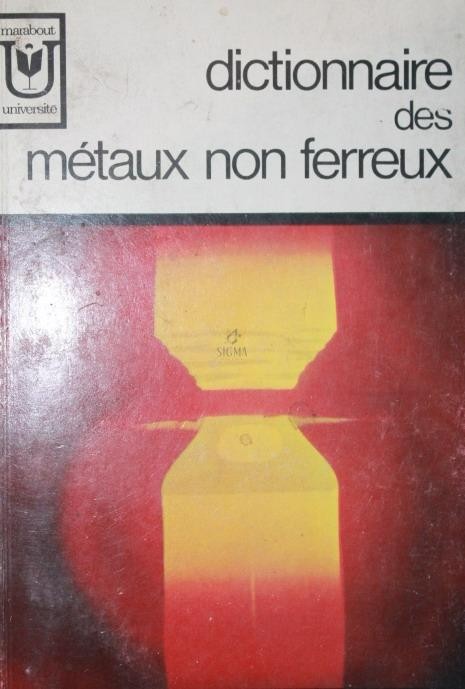 marabout
U
université
dictionnaire
des
métaux non ferreux
SIGMA